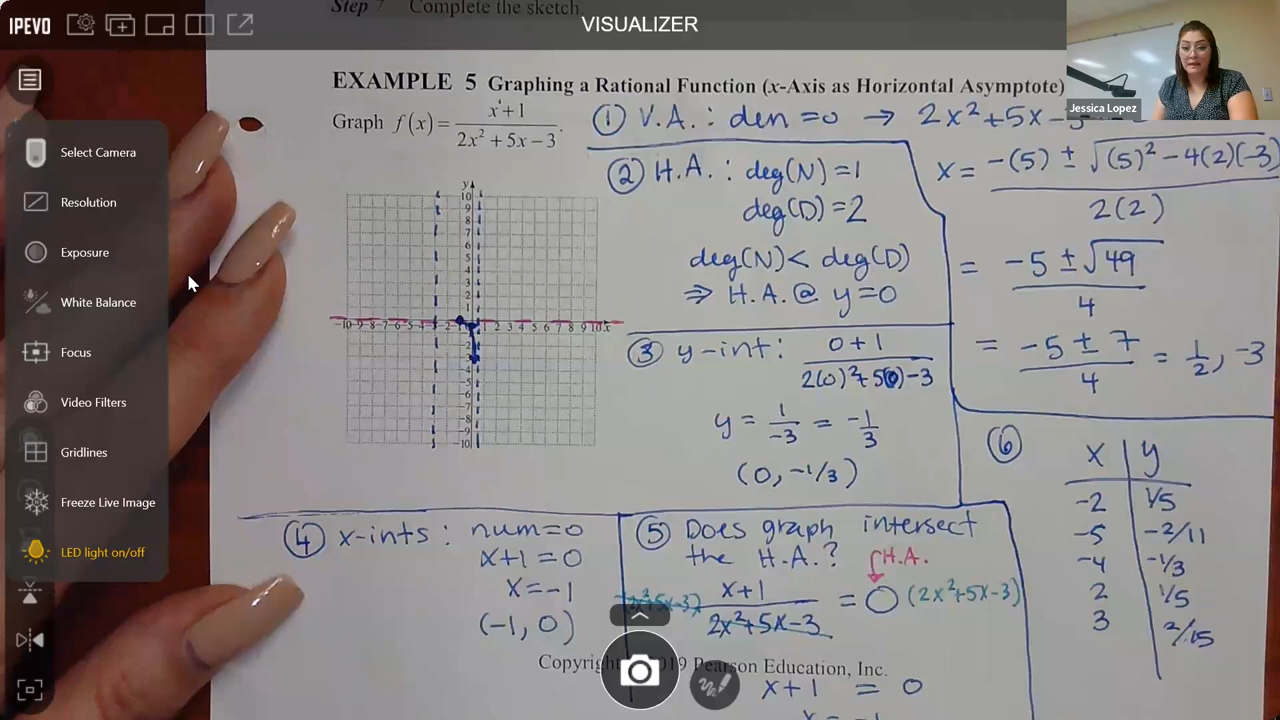 Step 7 Complete the sketch.
VISUALIZER
IPEVO
Jessica Lopez
Select Camera
Resolution
Exposure
White Balance
Focus
Video Filters
Gridlines
Freeze Live Image
LED light on/off
EXAMPLE 5 Graphing a Rational Function (x-Axis as Horizontal Asymptote)
Graph f(x) = x+1 / 2x² + 5x − 3.
① V.A.: den = 0 → 2x² + 5x −
x = −(5) ± √(5)² − 4(2)(−3)
2(2)
= −5 ± √49
4
= −5 ± 7 / 4 = 1/2, −3
② H.A.: deg(N) = 1
deg(D) = 2
deg(N) < deg(D)
⇒ H.A. @ y = 0
③ y-int: 0 + 1
2(0)² + 5(0) − 3
y = 1/−3 = −1/3
(0, −1/3)
④ x-ints: num = 0
x+1 = 0
x = −1
(−1, 0)
⑤ Does graph intersect
the H.A.?
H.A.
x+1 / 2x²+5x−3 = 0 (2x²+5x−3)
x+1 = 0
⑥
x | y
−2 | 1/5
−5 | −2/11
−4 | −1/3
2 | 1/5
3 | 2/15
Pearson Education, Inc.